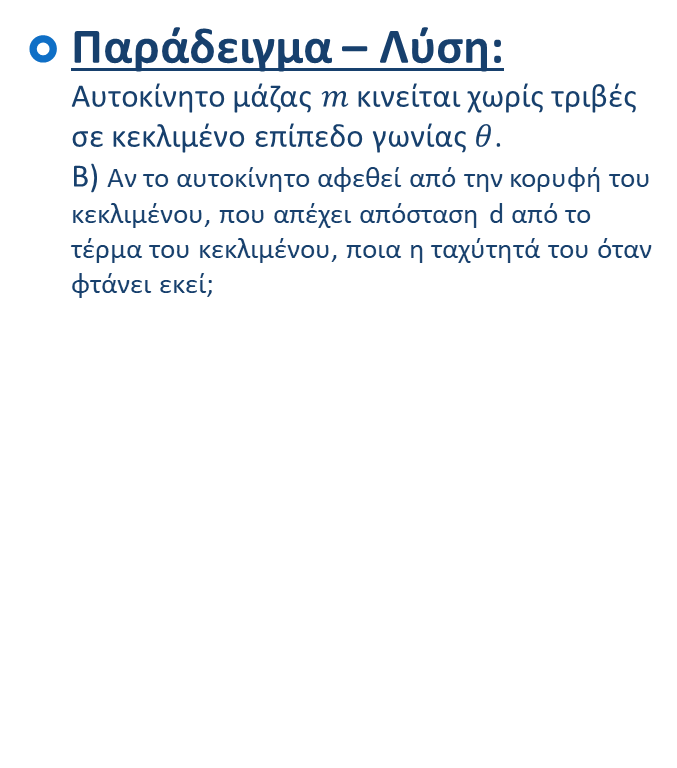 Παράδειγμα – Λύση:
Αυτοκίνητο μάζας m κινείται χωρίς τριβές
σε κεκλιμένο επίπεδο γωνίας θ.
Β) Αν το αυτοκίνητο αφεθεί από την κορυφή του
κεκλιμένου, που απέχει απόσταση d από το
τέρμα του κεκλιμένου, ποια η ταχύτητά του όταν
φτάνει εκεί;